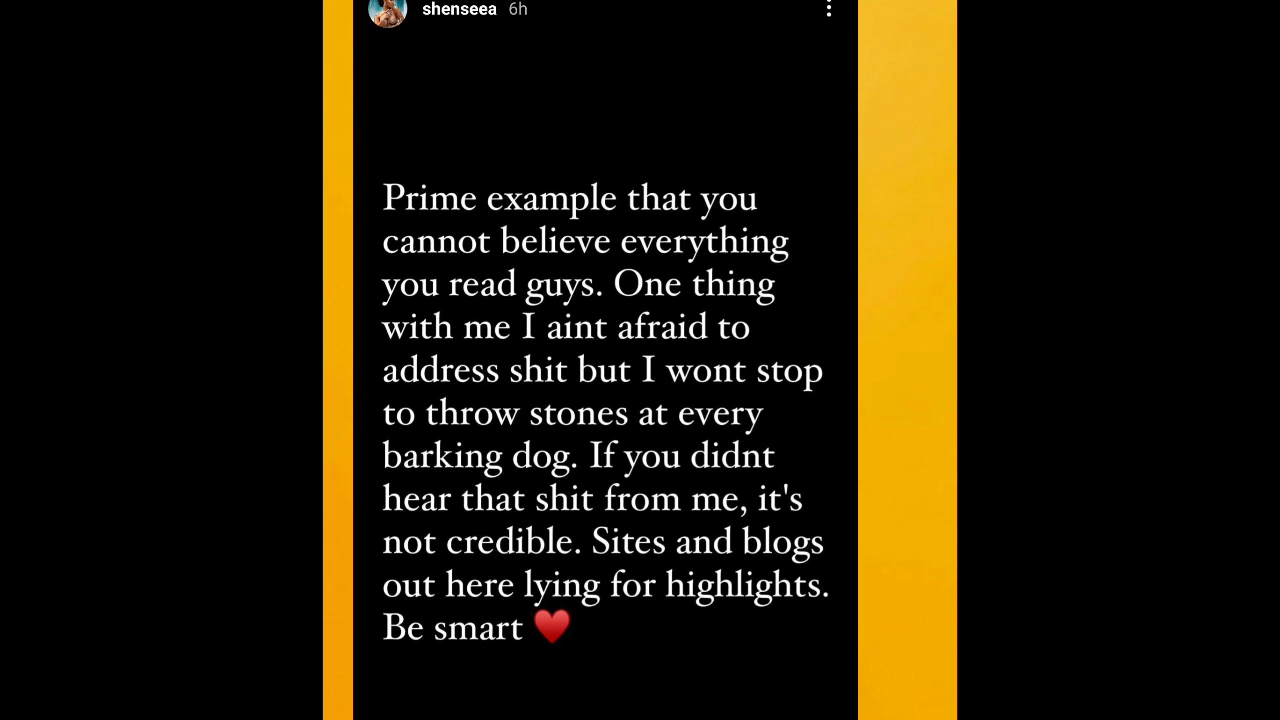 shenseea 6h
Prime example that you
cannot believe everything
you read guys. One thing
with me I aint afraid to
address shit but I wont stop
to throw stones at every
barking dog. If you didnt
hear that shit from me, it's
not credible. Sites and blogs
out here lying for highlights.
Be smart ♥️